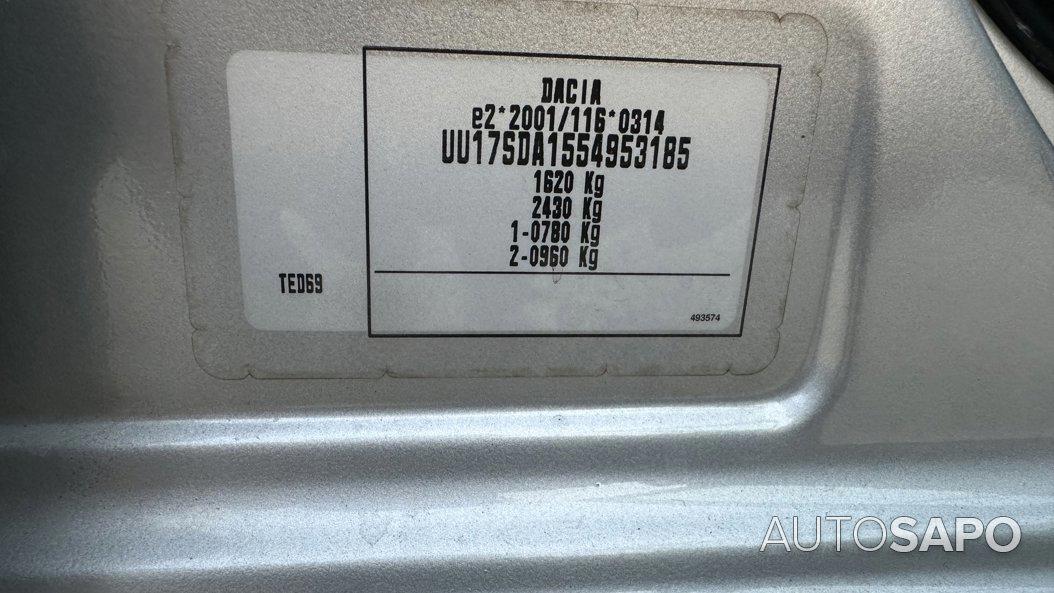 DACIA
e2*2001/116*0314
UU17SDA1554953185
1620 Kg
2430 Kg
1-0780 Kg
2-0960 Kg
TED69
493574
AUTOSAPO